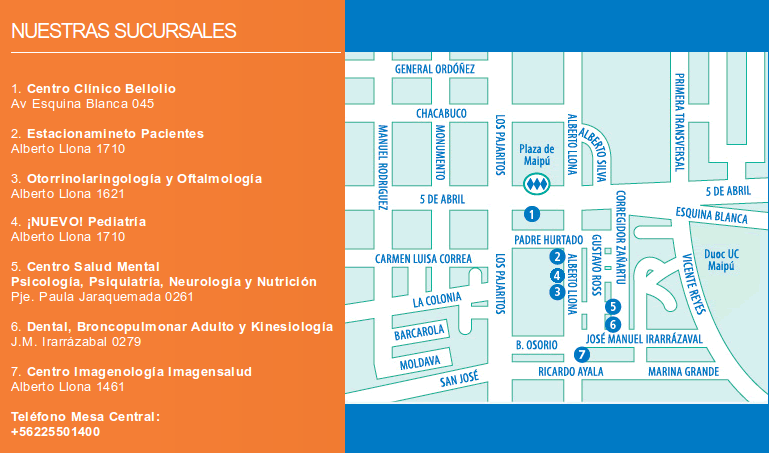 NUESTRAS SUCURSALES
1. Centro Clínico Bellolio
Av Esquina Blanca 045
2. Estacionamineto Pacientes
Alberto Llona 1710
3. Otorrinolaringología y Oftalmología
Alberto Llona 1621
4. ¡NUEVO! Pediatría
Alberto Llona 1710
5. Centro Salud Mental
Psicología, Psiquiatría, Neurología y Nutrición
Pje. Paula Jaraquemada 0261
6. Dental, Broncopulmonar Adulto y Kinesiología
J.M. Irarrázabal 0279
7. Centro Imagenología Imagensalud
Alberto Llona 1461
Teléfono Mesa Central:
+56225501400
GENERAL ORDÓÑEZ
CHACABUCO
MANUEL RODRIGUEZ
MONUMENTO
LOS PAJARITOS
Plaza de
Maipú
ALBERTO LLONA
ALBERTO SILVA
PRIMERA TRANSVERSAL
5 DE ABRIL
5 DE ABRIL
ESQUINA BLANCA
1
PADRE HURTADO
CORREGIDOR ZAÑARTU
CARMEN LUISA CORREA
LOS PAJARITOS
2
4
3
ALBERTO LLONA
GUSTAVO ROSS
VICENTE REYES
Duoc UC
Maipú
LA COLONIA
5
6
BARCAROLA
B. OSORIO
JOSÉ MANUEL IRARRÁZAVAL
7
MOLDAVA
SAN JOSÉ
RICARDO AYALA
MARINA GRANDE